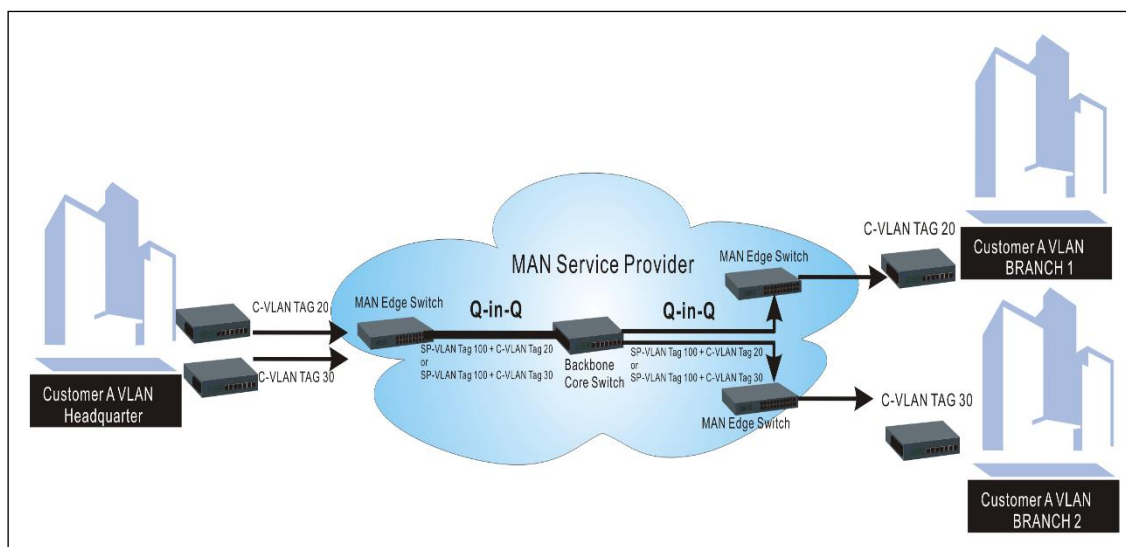 MAN Service Provider
C-VLAN TAG 20
C-VLAN TAG 30
Customer A VLAN
Headquarter
MAN Edge Switch
Q-in-Q
SP-VLAN Tag 100 + C-VLAN Tag 20
or
SP-VLAN Tag 100 + C-VLAN Tag 30
Backbone
Core Switch
Q-in-Q
SP-VLAN Tag 100 + C-VLAN Tag 20
or
SP-VLAN Tag 100 + C-VLAN Tag 30
MAN Edge Switch
MAN Edge Switch
C-VLAN TAG 20
Customer A VLAN
BRANCH 1
C-VLAN TAG 30
Customer A VLAN
BRANCH 2